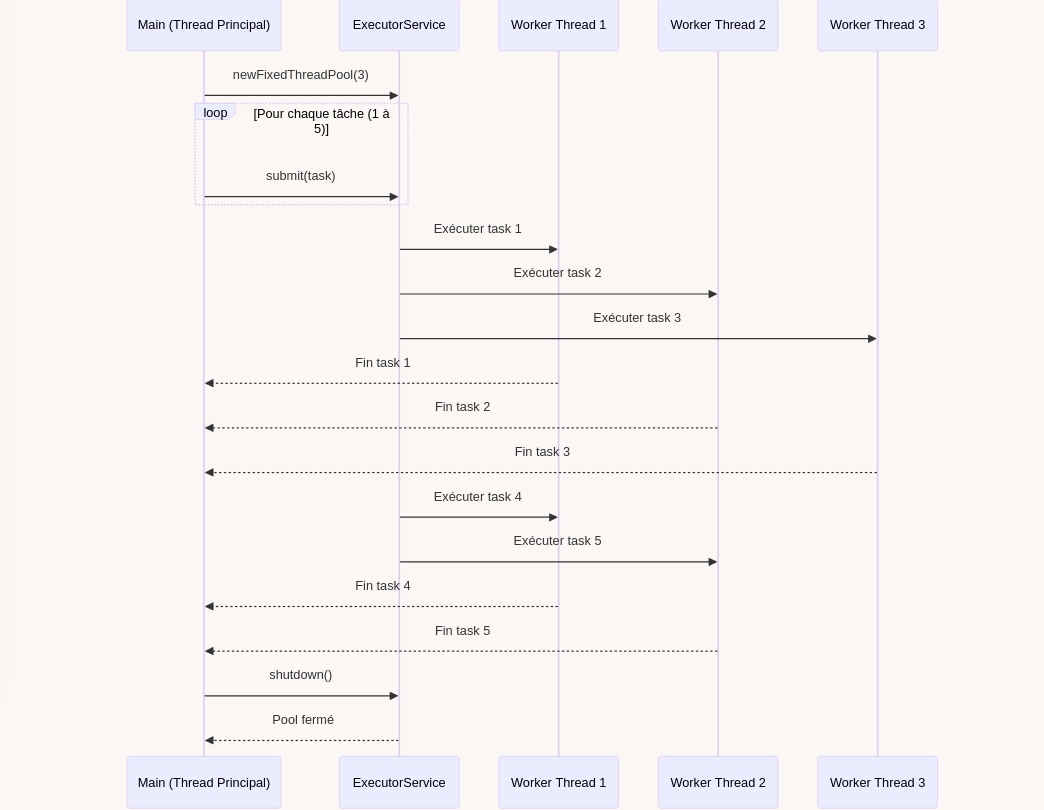 Main (Thread Principal)
ExecutorService
Worker Thread 1
Worker Thread 2
Worker Thread 3
newFixedThreadPool(3)
loop
[Pour chaque tâche (1 à
5)]
submit(task)
Exécuter task 1
Exécuter task 2
Exécuter task 3
Fin task 1
Fin task 2
Fin task 3
Exécuter task 4
Exécuter task 5
Fin task 4
Fin task 5
shutdown()
Pool fermé
Main (Thread Principal)
ExecutorService
Worker Thread 1
Worker Thread 2
Worker Thread 3